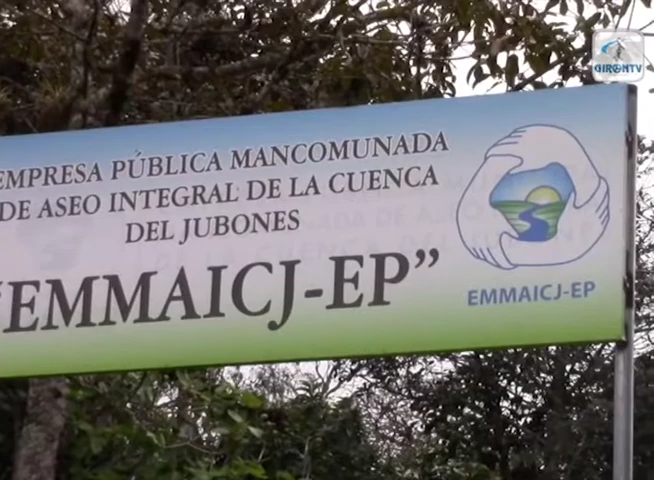 GIRONTV
EMPRESA PÚBLICA MANCOMUNADA
DE ASEO INTEGRAL DE LA CUENCA
DEL JUBONES
"EMMAICJ-EP"
EMMAICJ-EP